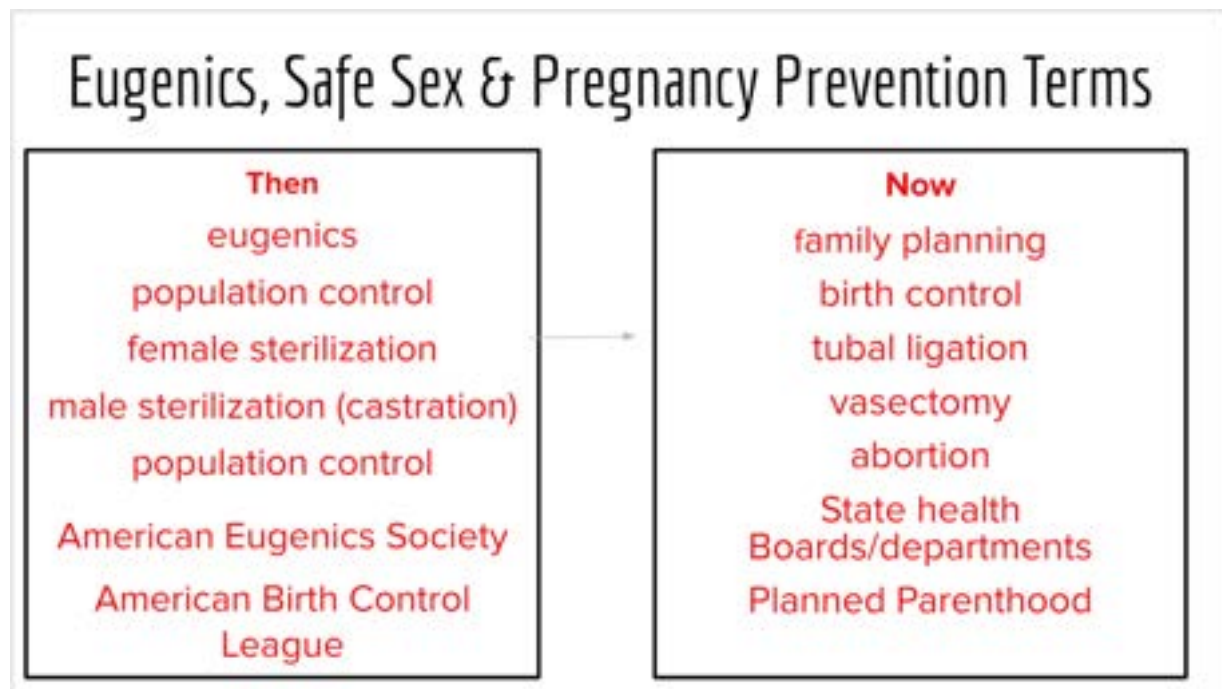 Eugenics, Safe Sex & Pregnancy Prevention Terms
Then
eugenics
population control
female sterilization
male sterilization (castration)
population control
American Eugenics Society
American Birth Control
League
Now
family planning
birth control
tubal ligation
vasectomy
abortion
State health
Boards/departments
Planned Parenthood